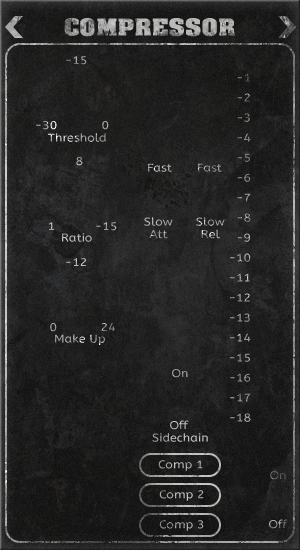 COMPRESSOR
-15
-1
-2
-3
-30 0
Threshold
-4
8
Fast Fast
-5
-6
-7
1 -15
Ratio
Slow Slow
Att Rel
-8
-9
-12
-10
-11
-12
-13
0 24
Make Up
-14
-15
On
-16
-17
-18
Off
Sidechain
Comp 1
On
Comp 2
Comp 3
Off